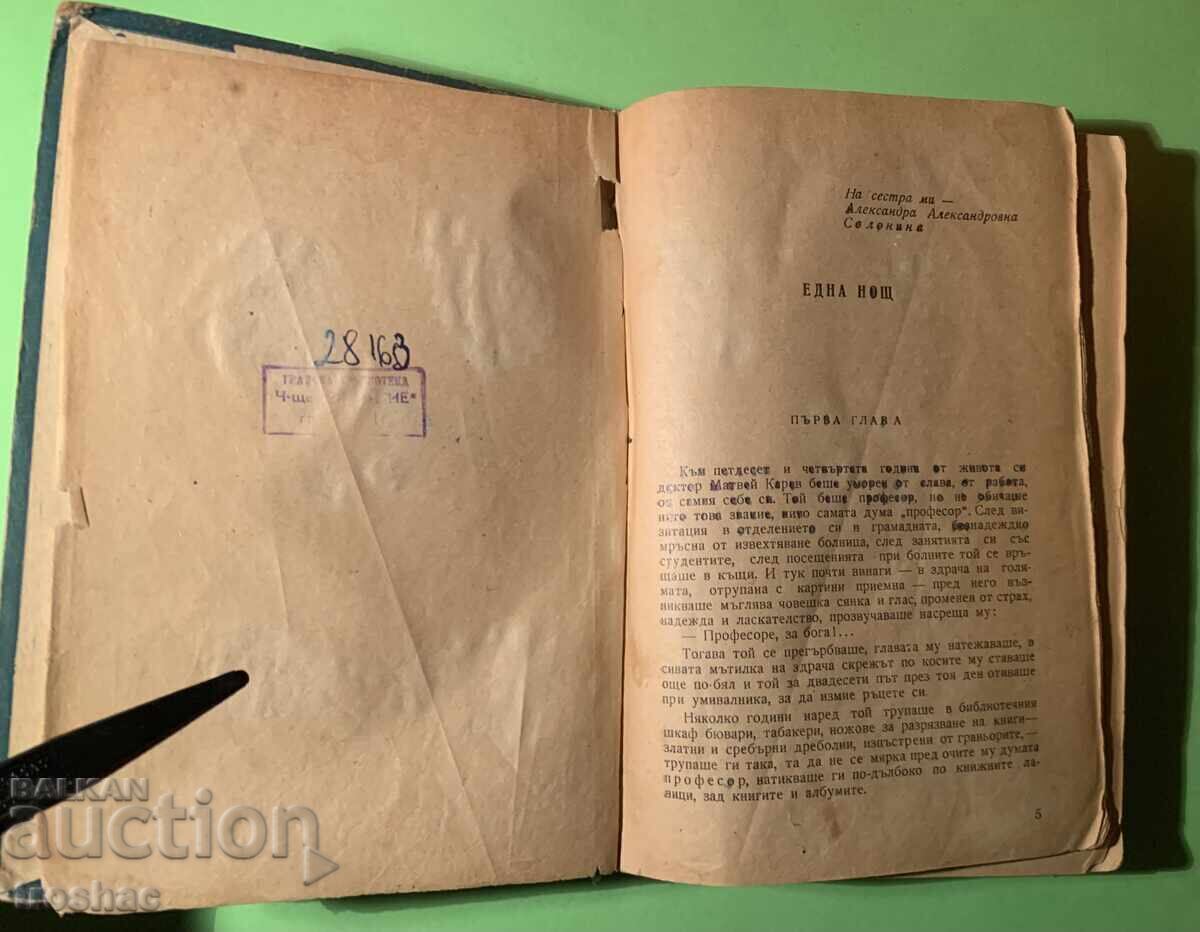 28163
"Ч-ще
На сестра ми —
Александра Александровна
Солонина
ЕДНА НОЩ
ПЪРВА ГЛАВА
Към петдесет и четвъртата година от живота си
доктор Матвей Карев беше уморен от слава, от работа,
от самия себе си. Той беше професор, но не обичаше
нито това звание, нито самата дума „професор“. След ви-
зитация в отделението си в грамадната, безнадеждно
мръсна от извехтяване болница, след занятията си със
студентите, след посещенията при болните той се връ-
щаше в къщи. И тук почти винаги — в здрача на голя-
мата, отрупана с картини приемна — пред него въз-
никваше мъглява човешка сянка и глас, променен от страх,
надежда и ласкателство, прозвучаваше насреща му:
— Професоре, за бога!...
Тогава той се прегърбваше, главата му натежаваше, в
сивата мътилка на здрача скрежът по косите му ставаше
още по-бял и той за двадесети път през тоя ден отиваше
при умивалника, за да измие ръцете си.
Няколко години наред той трупаше в библиотечния
шкаф бювари, табакери, ножове за разрязване на книги—
златни и сребърни дреболии, изпъстрени от граньорите,—
трупаше ги така, та да не се мярка пред очите му думата
професор, натикваше ги по-дълбоко по книжните ла-
вици, зад книгите и албумите.
5
BALKAN
auction
moshac